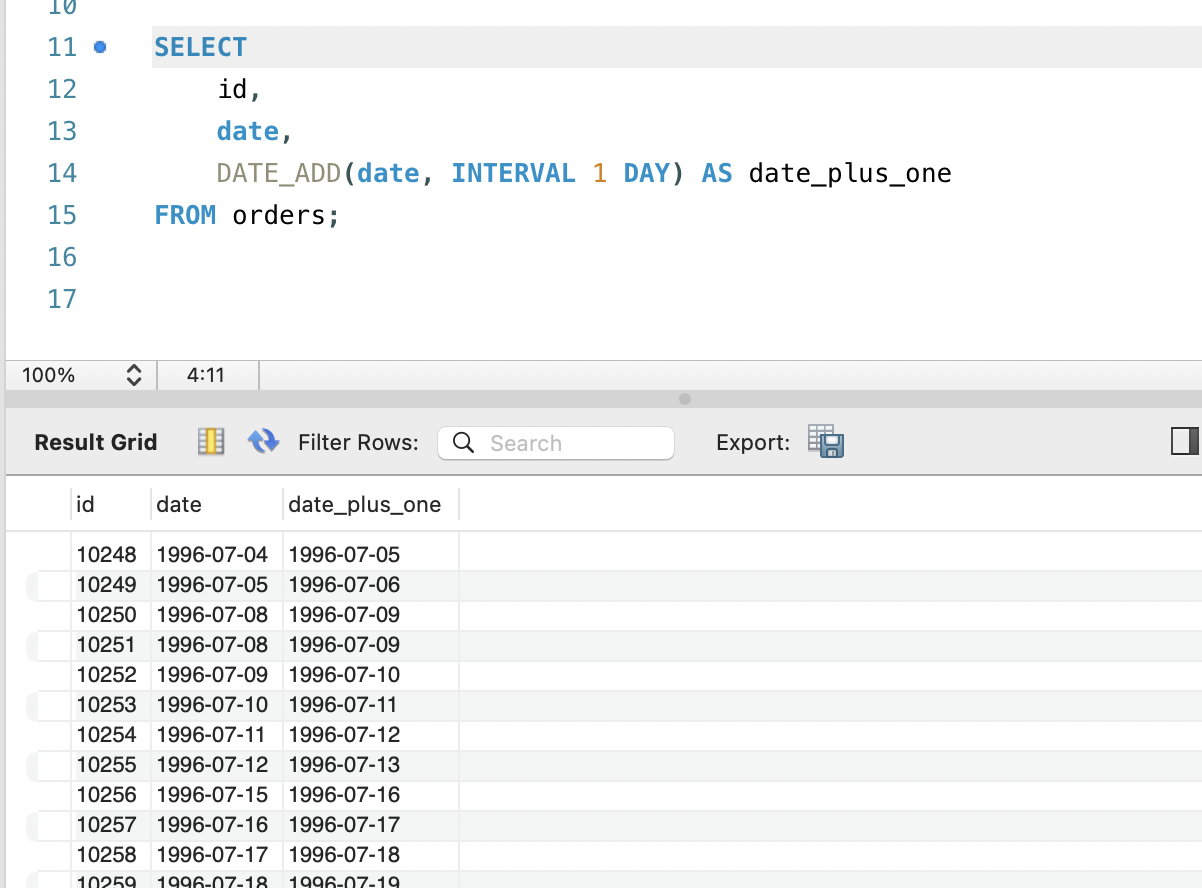 10
11 SELECT
12 id,
13 date,
14 DATE_ADD(date, INTERVAL 1 DAY) AS date_plus_one
15 FROM orders;
16
17
100% 4:11
Result Grid Filter Rows: Search Export:
id date date_plus_one
10248 1996-07-04 1996-07-05
10249 1996-07-05 1996-07-06
10250 1996-07-08 1996-07-09
10251 1996-07-08 1996-07-09
10252 1996-07-09 1996-07-10
10253 1996-07-10 1996-07-11
10254 1996-07-11 1996-07-12
10255 1996-07-12 1996-07-13
10256 1996-07-15 1996-07-16
10257 1996-07-16 1996-07-17
10258 1996-07-17 1996-07-18
10259 1996-07-18 1996-07-19